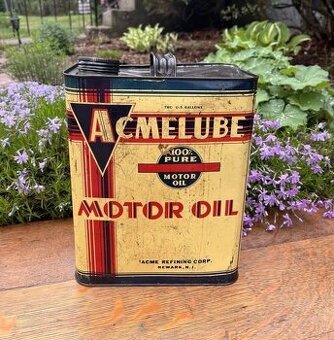 TWO U.S. GALLONS
ACMELUBE
100%
PURE
MOTOR
OIL
MOTOR OIL
ACME REFINING CORP.
NEWARK, N.J.